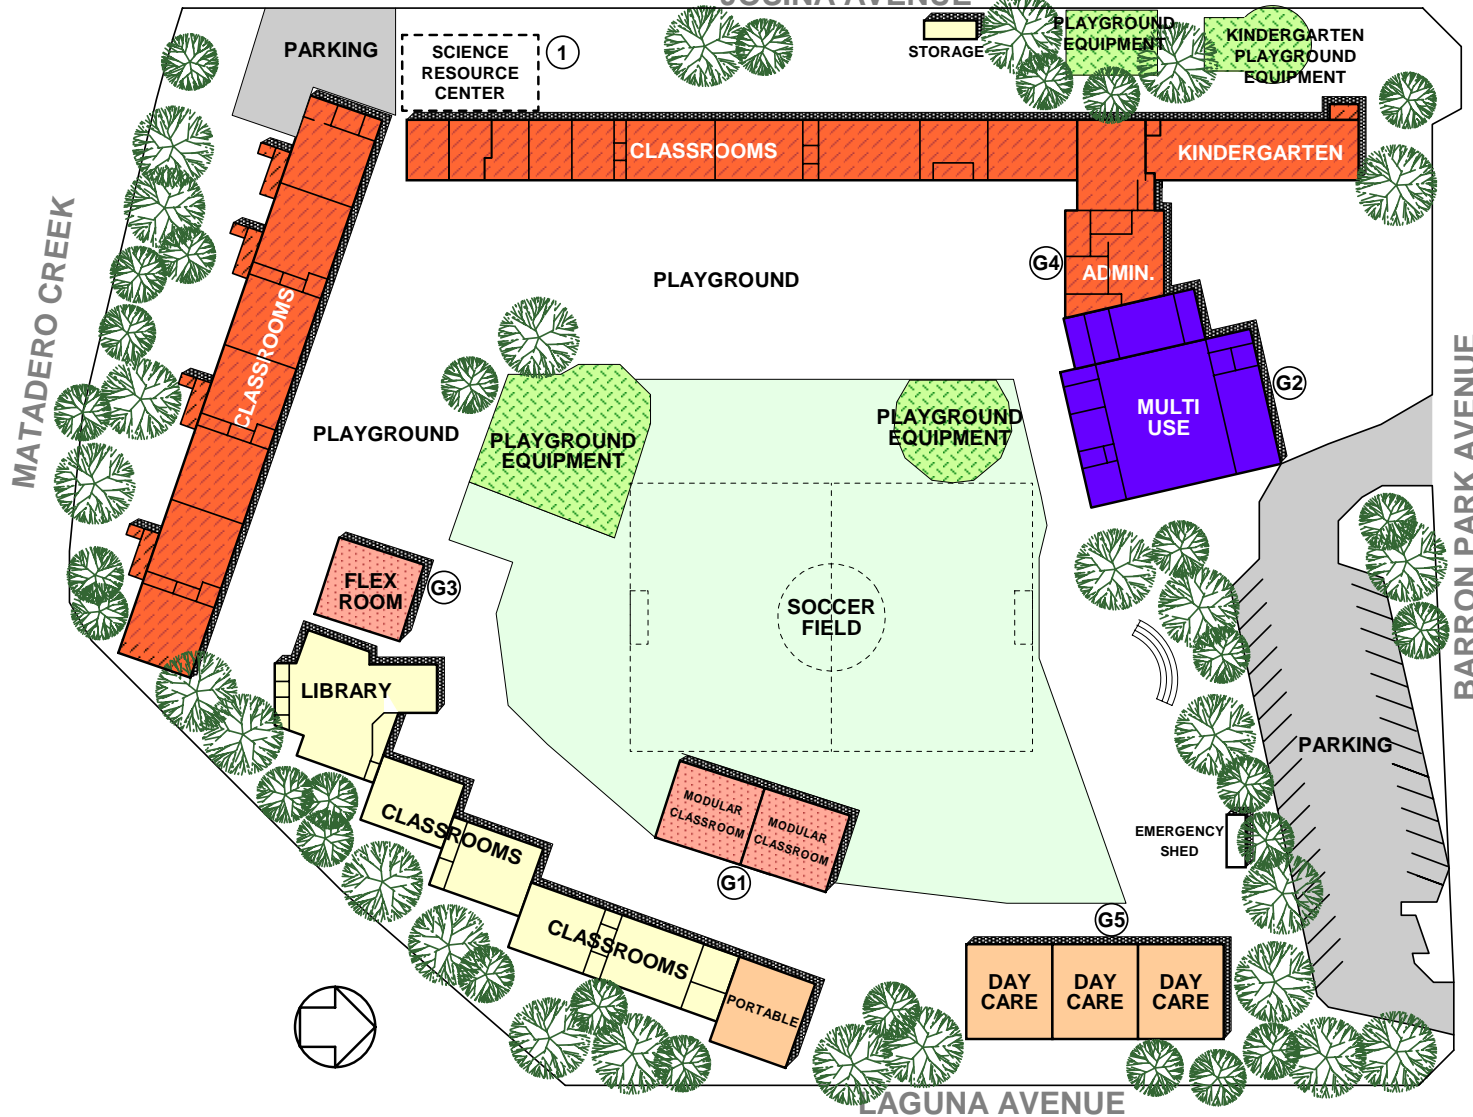 JOSINA AVENUE
PARKING
SCIENCE
RESOURCE
CENTER
1
STORAGE
PLAYGROUND
EQUIPMENT
KINDERGARTEN
PLAYGROUND
EQUIPMENT
CLASSROOMS
KINDERGARTEN
MATADERO CREEK
CLASSROOMS
PLAYGROUND
G4
ADMIN.
G2
MULTI
USE
BARRON PARK AVENUE
PLAYGROUND
PLAYGROUND
EQUIPMENT
PLAYGROUND
EQUIPMENT
FLEX
ROOM
G3
SOCCER
FIELD
LIBRARY
PARKING
MODULAR
CLASSROOM
MODULAR
CLASSROOM
G1
CLASSROOMS
EMERGENCY
SHED
CLASSROOMS
G5
PORTABLE
DAY
CARE
DAY
CARE
DAY
CARE
LAGUNA AVENUE